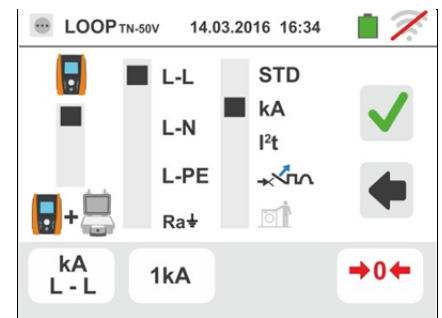 LOOP TN-50V 14.03.2016 16:34
L-L STD
kA
L-N
I²t
L-PE
+
Ra⏚
kA
L - L
1kA
→0←